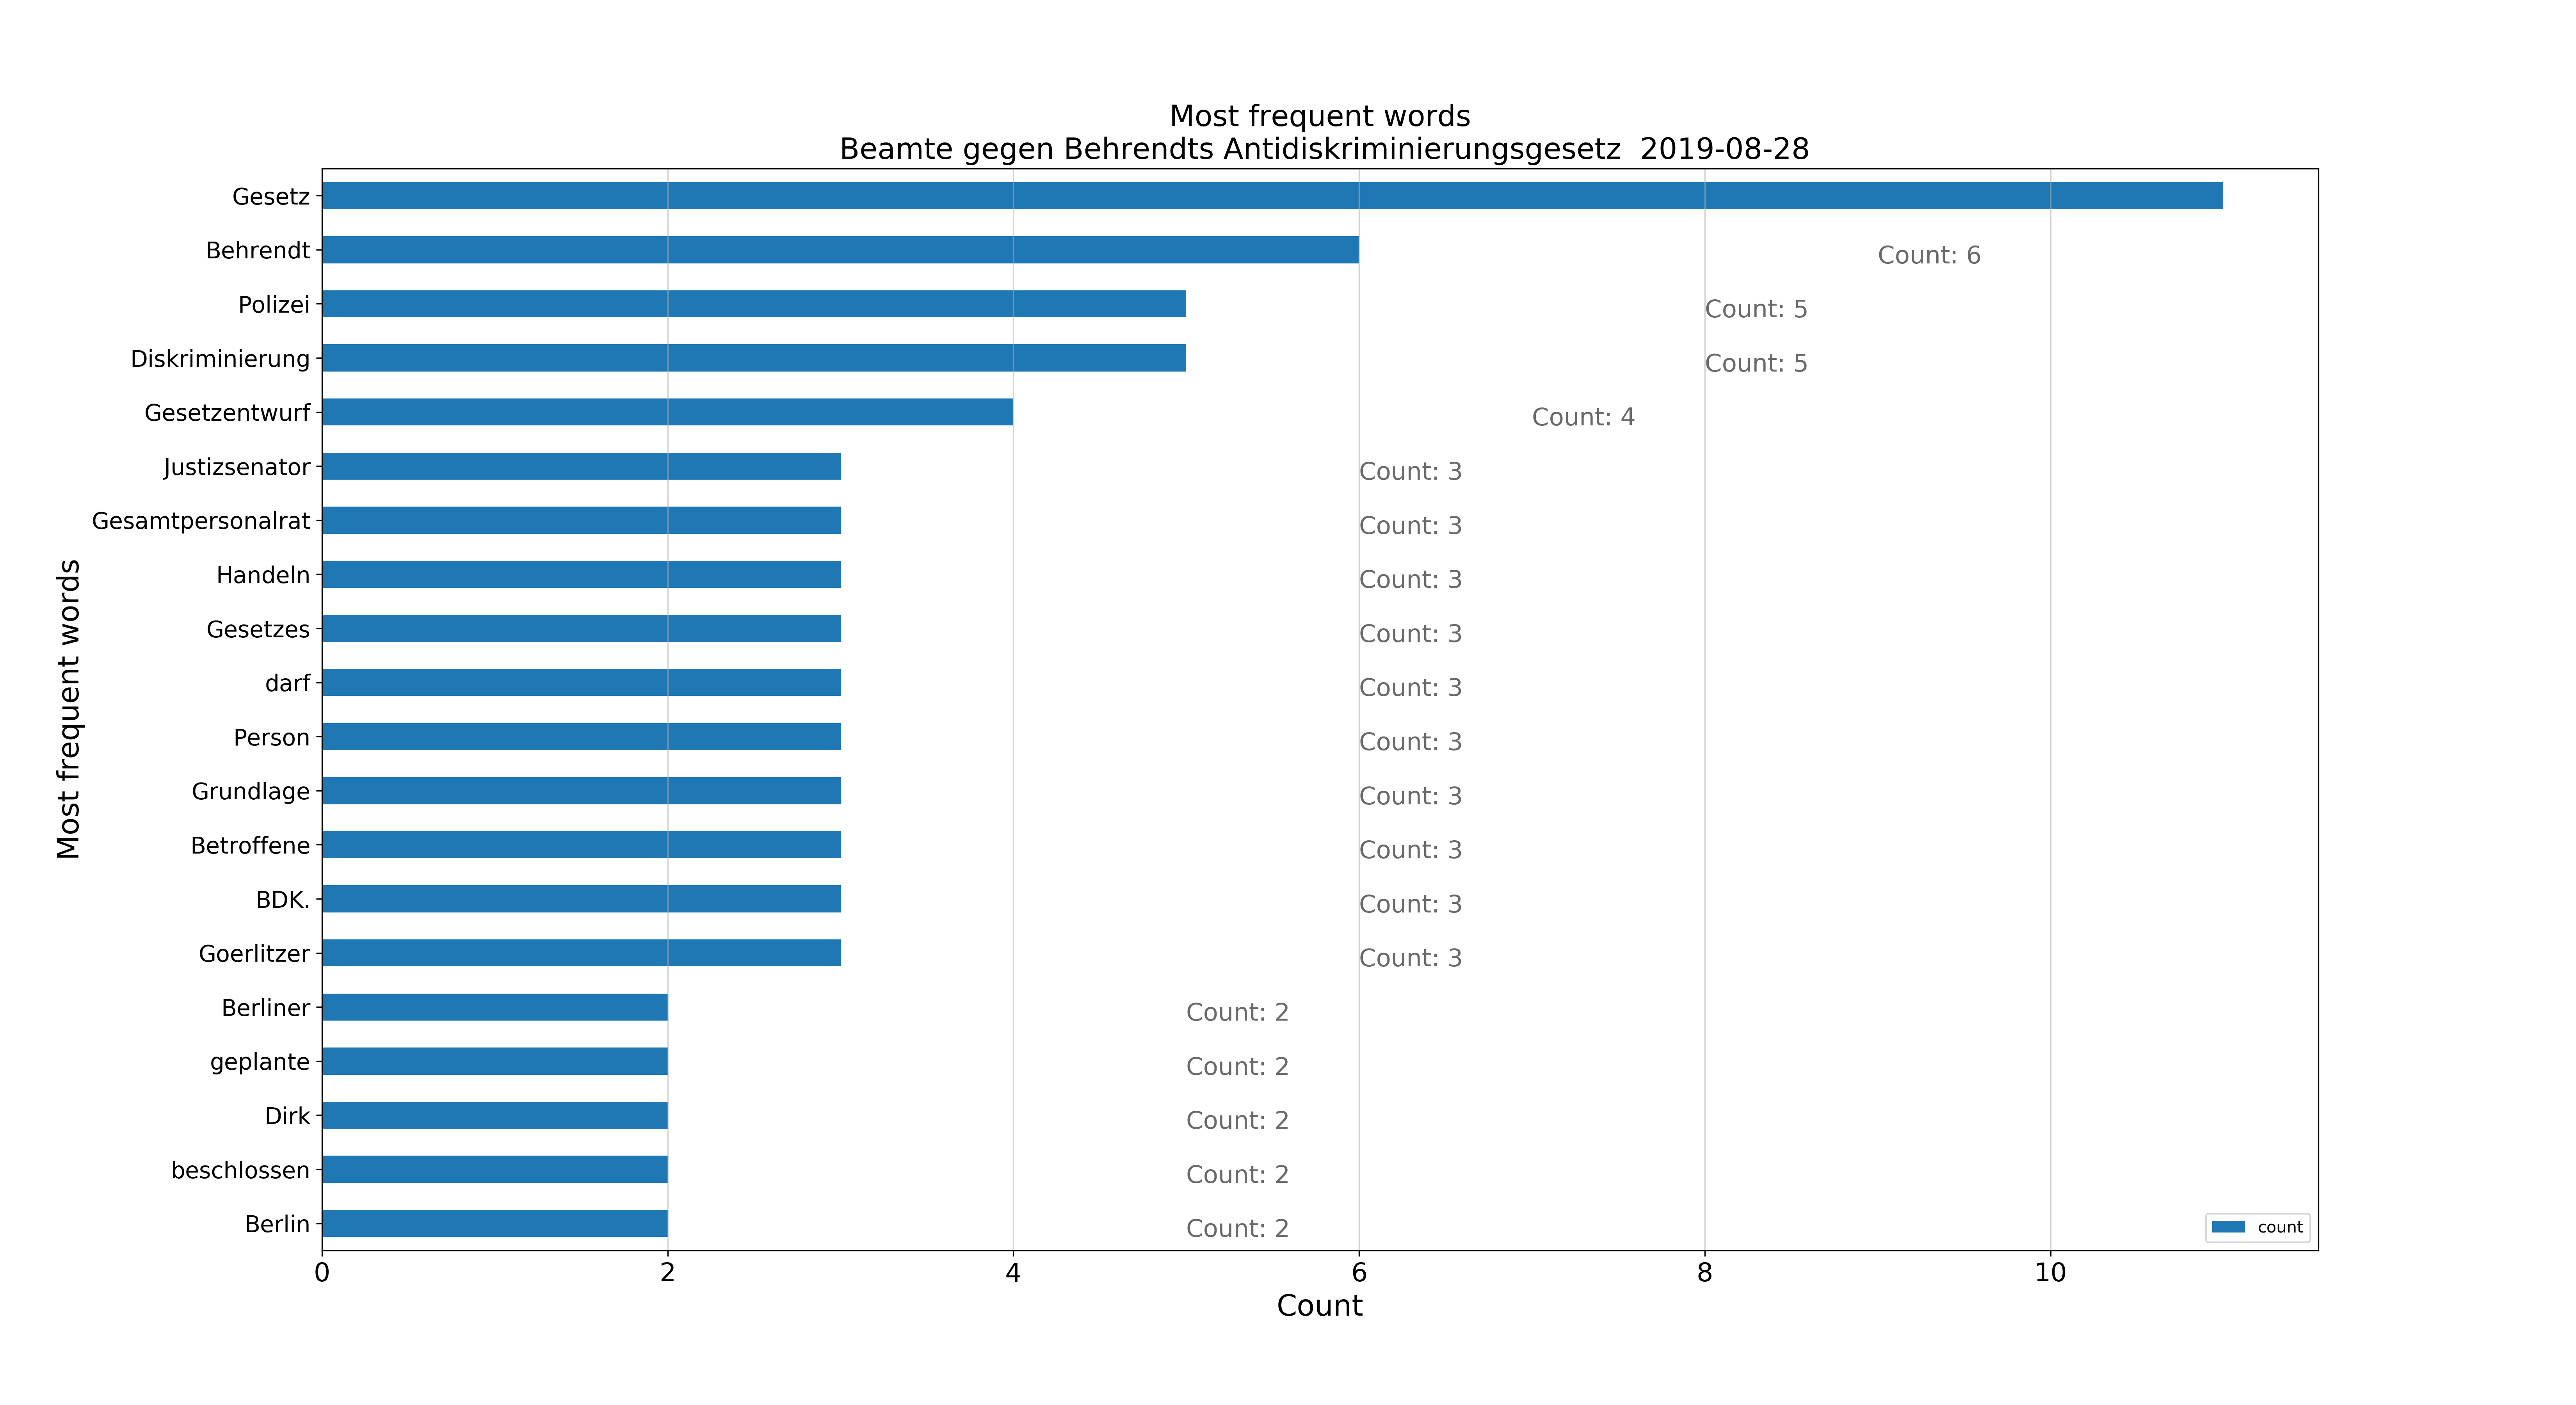 Most frequent words
Beamte gegen Behrendts Antidiskriminierungsgesetz  2019-08-28
Most frequent words
Gesetz
Behrendt Count: 6
Polizei Count: 5
Diskriminierung Count: 5
Gesetzentwurf Count: 4
Justizsenator Count: 3
Gesamtpersonalrat Count: 3
Handeln Count: 3
Gesetzes Count: 3
darf Count: 3
Person Count: 3
Grundlage Count: 3
Betroffene Count: 3
BDK. Count: 3
Goerlitzer Count: 3
Berliner Count: 2
geplante Count: 2
Dirk Count: 2
beschlossen Count: 2
Berlin Count: 2
count
0 2 4 6 8 10
Count